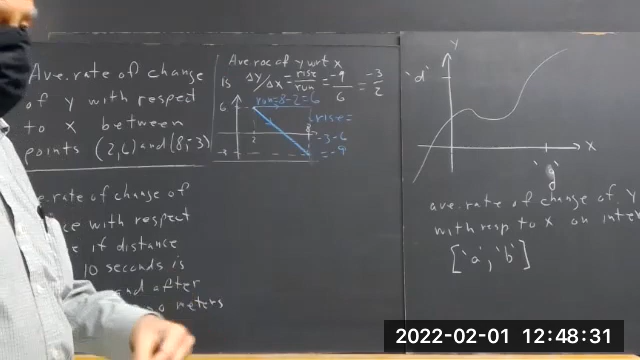 Ave. rate of change
of y with respect
to x between
points (2,6) and (8,-3)
rate of change of
with respect
if distance
10 seconds is
and after
meters
Ave roc of y wrt x
is Δy/Δx = rise/run = -9/6 = -3/2
run=8-2=6
6
rise=
-3-6
=-9
2
8
-3
y
'd'
x
ave. rate of change of y
with resp to x on inter
['a', 'b']
2022-02-01 12:48:31